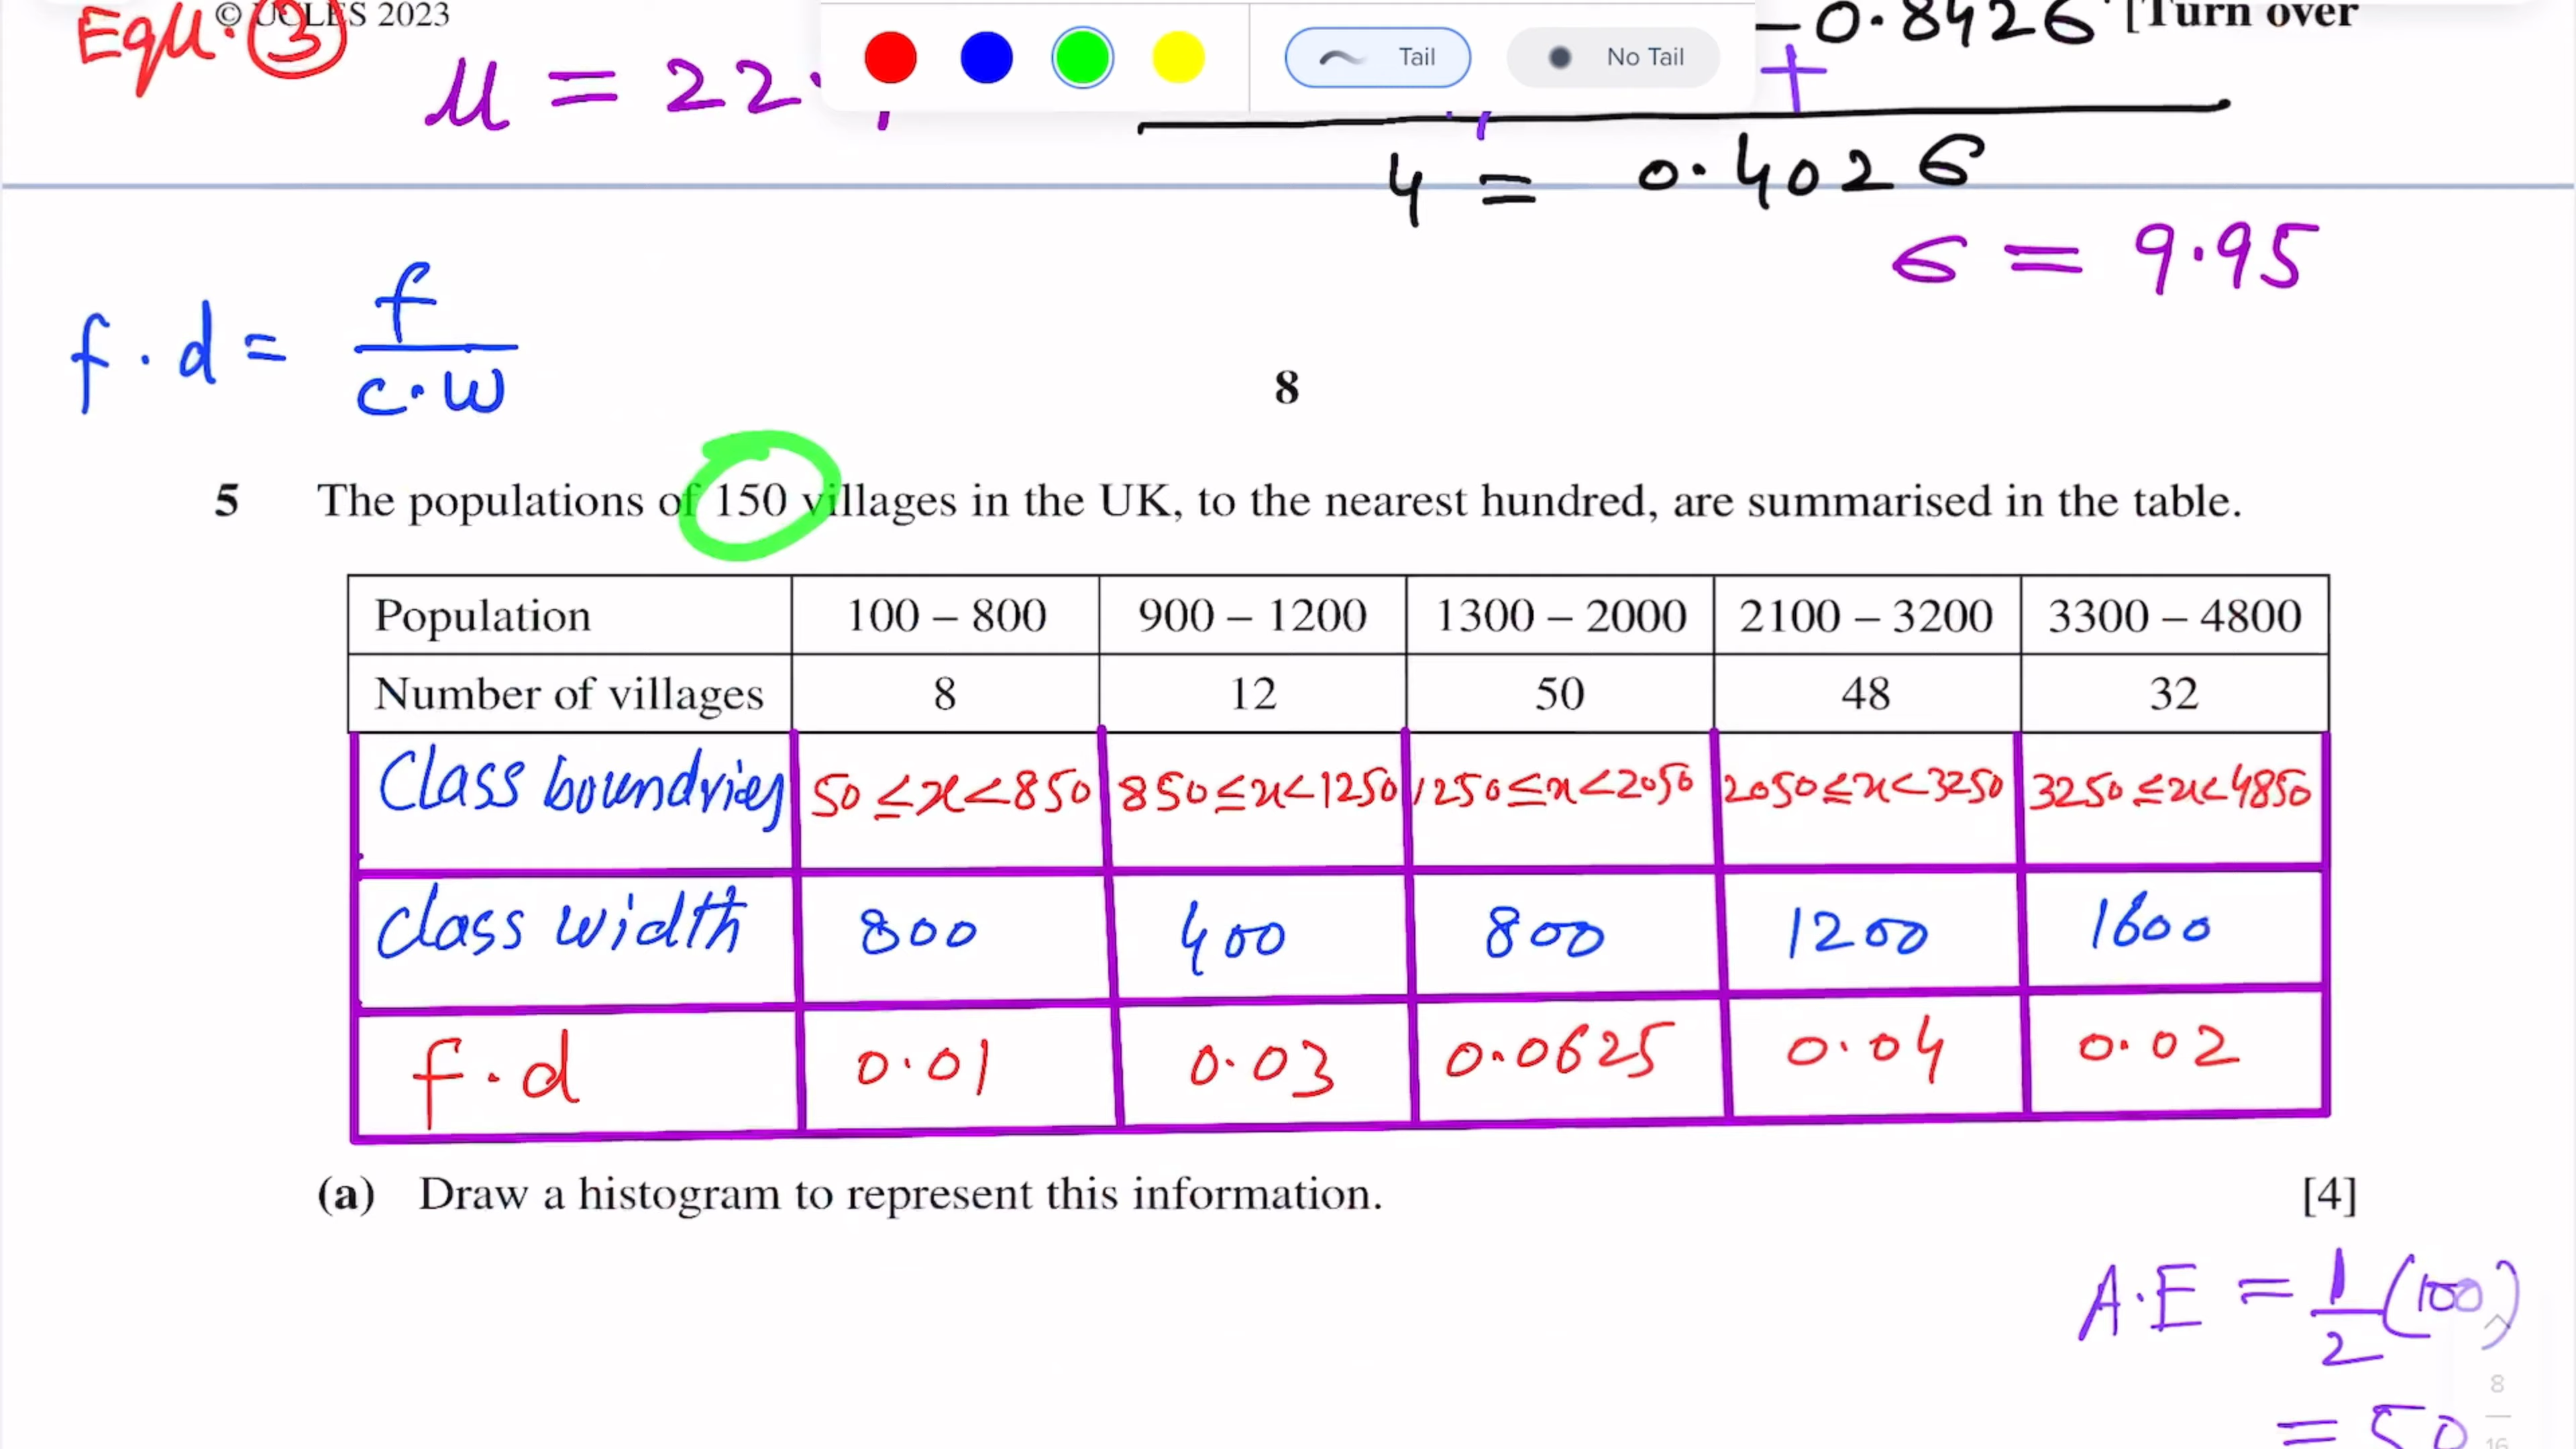 © UCLES 2023
[Turn over
Equ. 3
μ = 22.
Tail
No Tail
-0.8426
4 = 0.4026
σ = 9.95
f.d = f
c.w
8
5 The populations of 150 villages in the UK, to the nearest hundred, are summarised in the table.
Population 100 – 800 900 – 1200 1300 – 2000 2100 – 3200 3300 – 4800
Number of villages 8 12 50 48 32
Class boundries 50 ≤ x < 850 850 ≤ x < 1250 1250 ≤ x < 2050 2050 ≤ x < 3250 3250 ≤ x < 4850
Class width 800 400 800 1200 1600
f.d 0.01 0.03 0.0625 0.04 0.02
(a) Draw a histogram to represent this information. [4]
A.E = 1/2 (100)
= 50
8
16